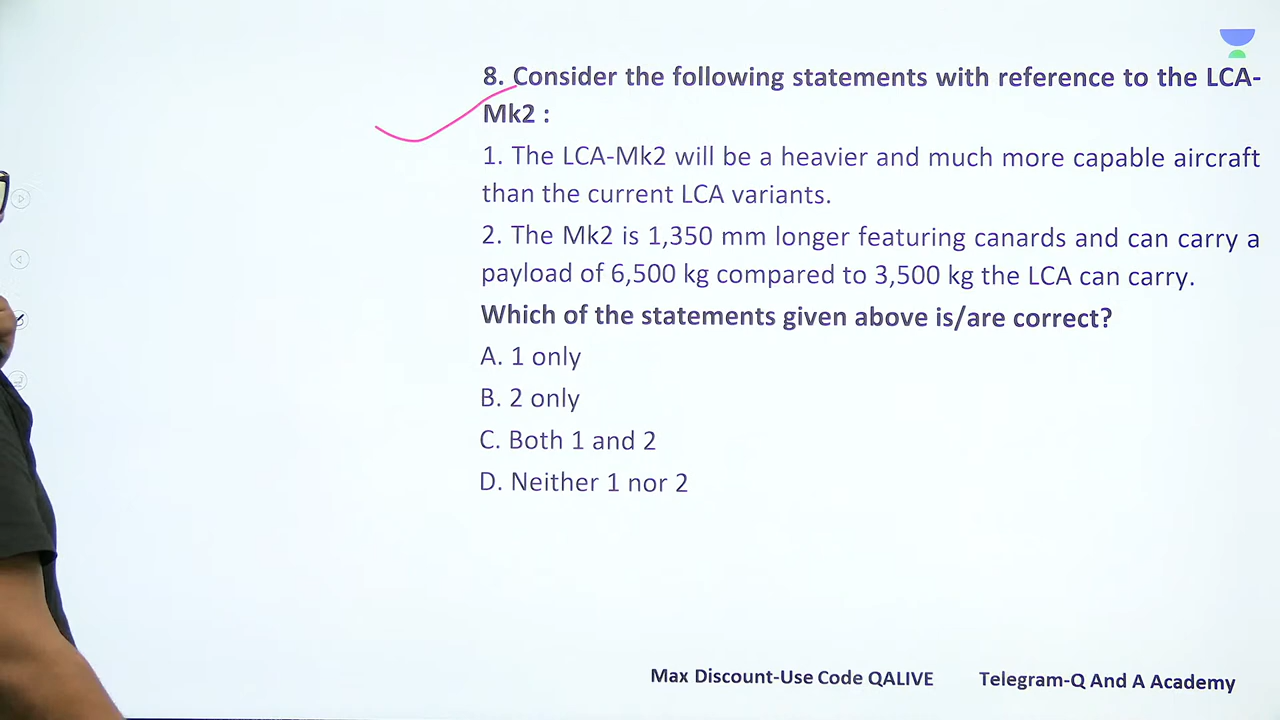 8. Consider the following statements with reference to the LCA-
Mk2 :
1. The LCA-Mk2 will be a heavier and much more capable aircraft
than the current LCA variants.
2. The Mk2 is 1,350 mm longer featuring canards and can carry a
payload of 6,500 kg compared to 3,500 kg the LCA can carry.
Which of the statements given above is/are correct?
A. 1 only
B. 2 only
C. Both 1 and 2
D. Neither 1 nor 2
Max Discount-Use Code QALIVE Telegram-Q And A Academy